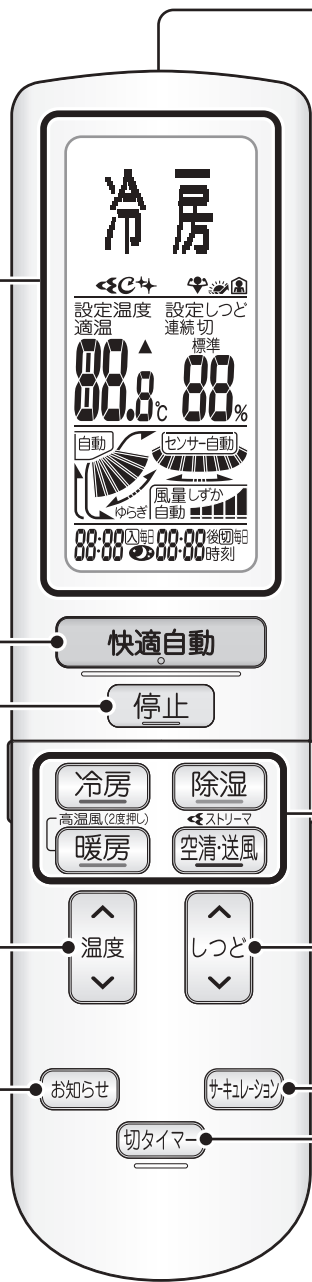 冷房
設定温度 設定しつど
適温 連続切
標準
88.8℃ 88%
自動 センサー自動
ゆらぎ 風量しずか
自動
88:88入毎日 88:88後切毎日
時刻
快適自動
停止
冷房 除湿
高温風(2度押し) ストリーマ
暖房 空清・送風
温度 しつど
お知らせ サーキュレーション
切タイマー